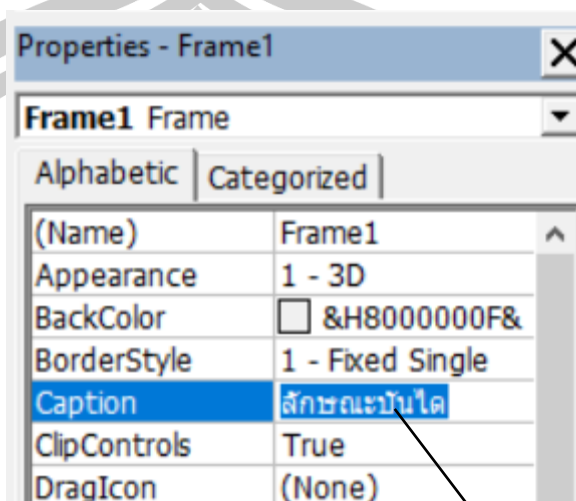 Properties - Frame1
Frame1 Frame
Alphabetic Categorized
(Name) Frame1
Appearance 1 - 3D
BackColor &H8000000F&
BorderStyle 1 - Fixed Single
Caption ลักษณะบันได
ClipControls True
DragIcon (None)